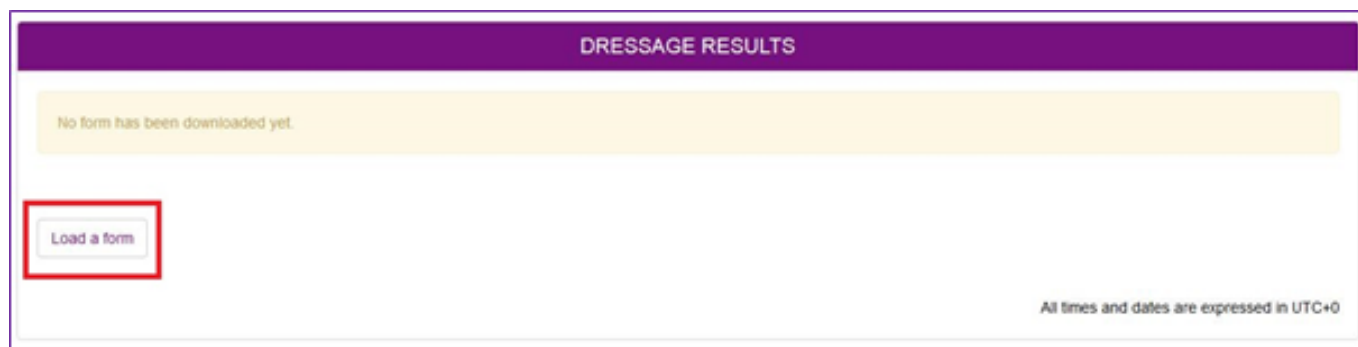 DRESSAGE RESULTS
No form has been downloaded yet.
Load a form
All times and dates are expressed in UTC+0